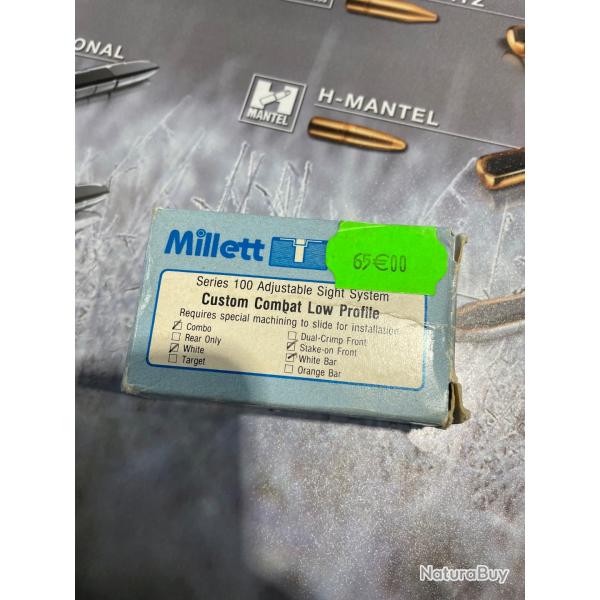 ONAL
H
MANTEL
H-MANTEL
Millett
65€00
Series 100 Adjustable Sight System
Custom Combat Low Profile
Requires special machining to slide for installation
Combo
Rear Only
White
Target
Dual-Crimp Front
Stake-on Front
White Bar
Orange Bar
NaturaBuy